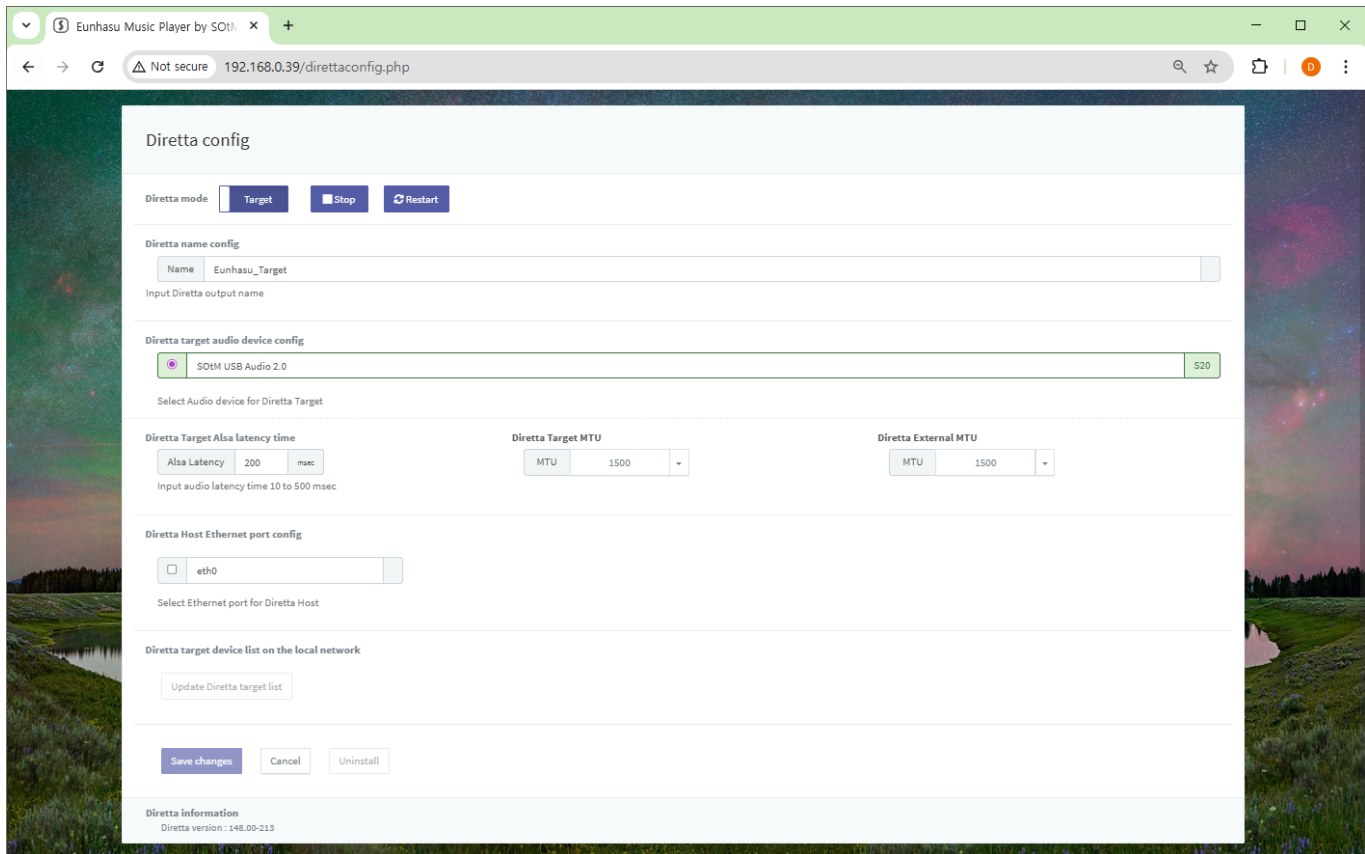 Eunhasu Music Player by SOtM
Not secure 192.168.0.39/direttaconfig.php
D
Diretta config
Diretta mode Target Stop Restart
Diretta name config
Name Eunhasu_Target
Input Diretta output name
Diretta target audio device config
SOtM USB Audio 2.0 S20
Select Audio device for Diretta Target
Diretta Target Alsa latency time Diretta Target MTU Diretta External MTU
Alsa Latency 200 msec MTU 1500 MTU 1500
Input audio latency time 10 to 500 msec
Diretta Host Ethernet port config
eth0
Select Ethernet port for Diretta Host
Diretta target device list on the local network
Update Diretta target list
Save changes Cancel Uninstall
Diretta information
Diretta version : 148.00-213